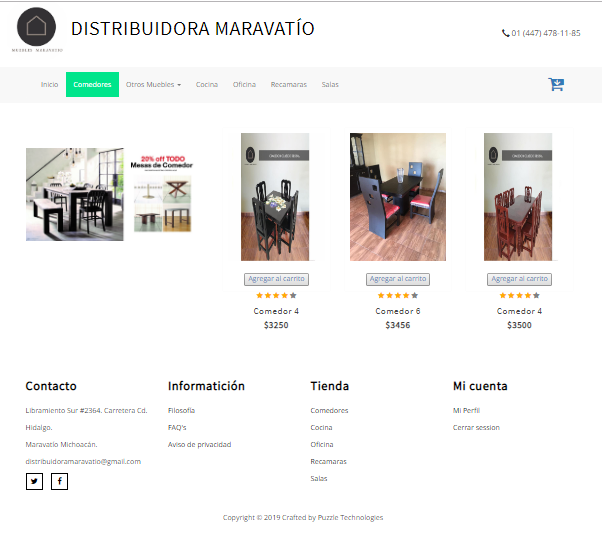 MUEBLES MARAVATIO
DISTRIBUIDORA MARAVATÍO
01 (447) 478-11-85
Inicio
Comedores
Otros Muebles
Cocina
Oficina
Recamaras
Salas
20% off TODO
Mesas de Comedor
Agregar al carrito
Agregar al carrito
Agregar al carrito
Comedor 4
Comedor 6
Comedor 4
$3250
$3456
$3500
Contacto
Libramiento Sur #2364. Carretera Cd.
Hidalgo.
Maravatío Michoacán.
distribuidoramaravatio@gmail.com
Informatición
Filosofía
FAQ's
Aviso de privacidad
Tienda
Comedores
Cocina
Oficina
Recamaras
Salas
Mi cuenta
Mi Perfil
Cerrar session
Copyright © 2019 Crafted by Puzzle Technologies